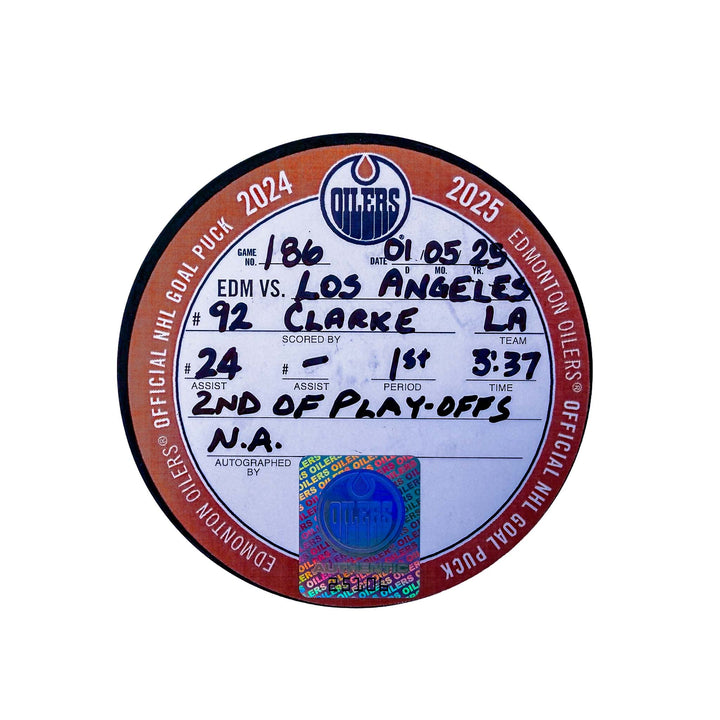 2024 OILERS 2025
EDMONTON OILERS® OFFICIAL NHL GOAL PUCK
EDMONTON OILERS® OFFICIAL NHL GOAL PUCK
GAME NO. 186 DATE 01 05 25
D MO. YR.
EDM VS. LOS ANGELES
# 92 CLARKE LA
SCORED BY TEAM
# 24 # - 1st 3:37
ASSIST ASSIST PERIOD TIME
2ND OF PLAY-OFFS
N.A.
AUTOGRAPHED BY
OILERS
AUTHENTIC